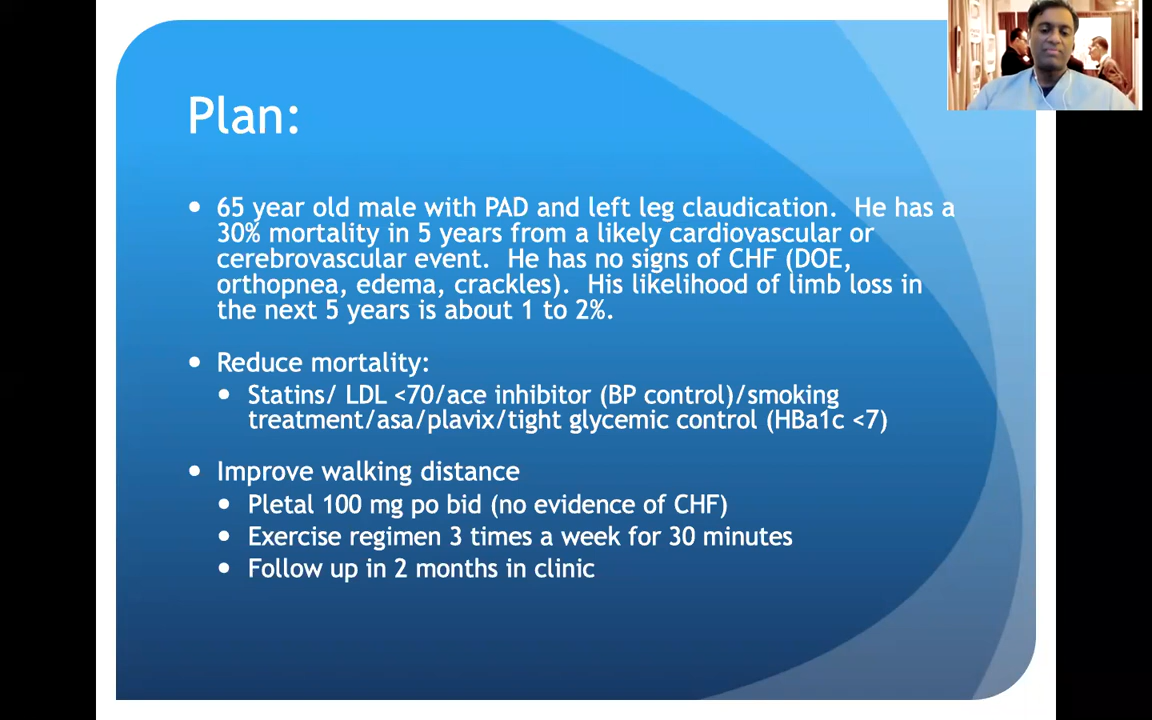 Plan:
65 year old male with PAD and left leg claudication.  He has a
30% mortality in 5 years from a likely cardiovascular or
cerebrovascular event.  He has no signs of CHF (DOE,
orthopnea, edema, crackles).  His likelihood of limb loss in
the next 5 years is about 1 to 2%.
Reduce mortality:
Statins/ LDL <70/ace inhibitor (BP control)/smoking
treatment/asa/plavix/tight glycemic control (HBa1c <7)
Improve walking distance
Pletal 100 mg po bid (no evidence of CHF)
Exercise regimen 3 times a week for 30 minutes
Follow up in 2 months in clinic